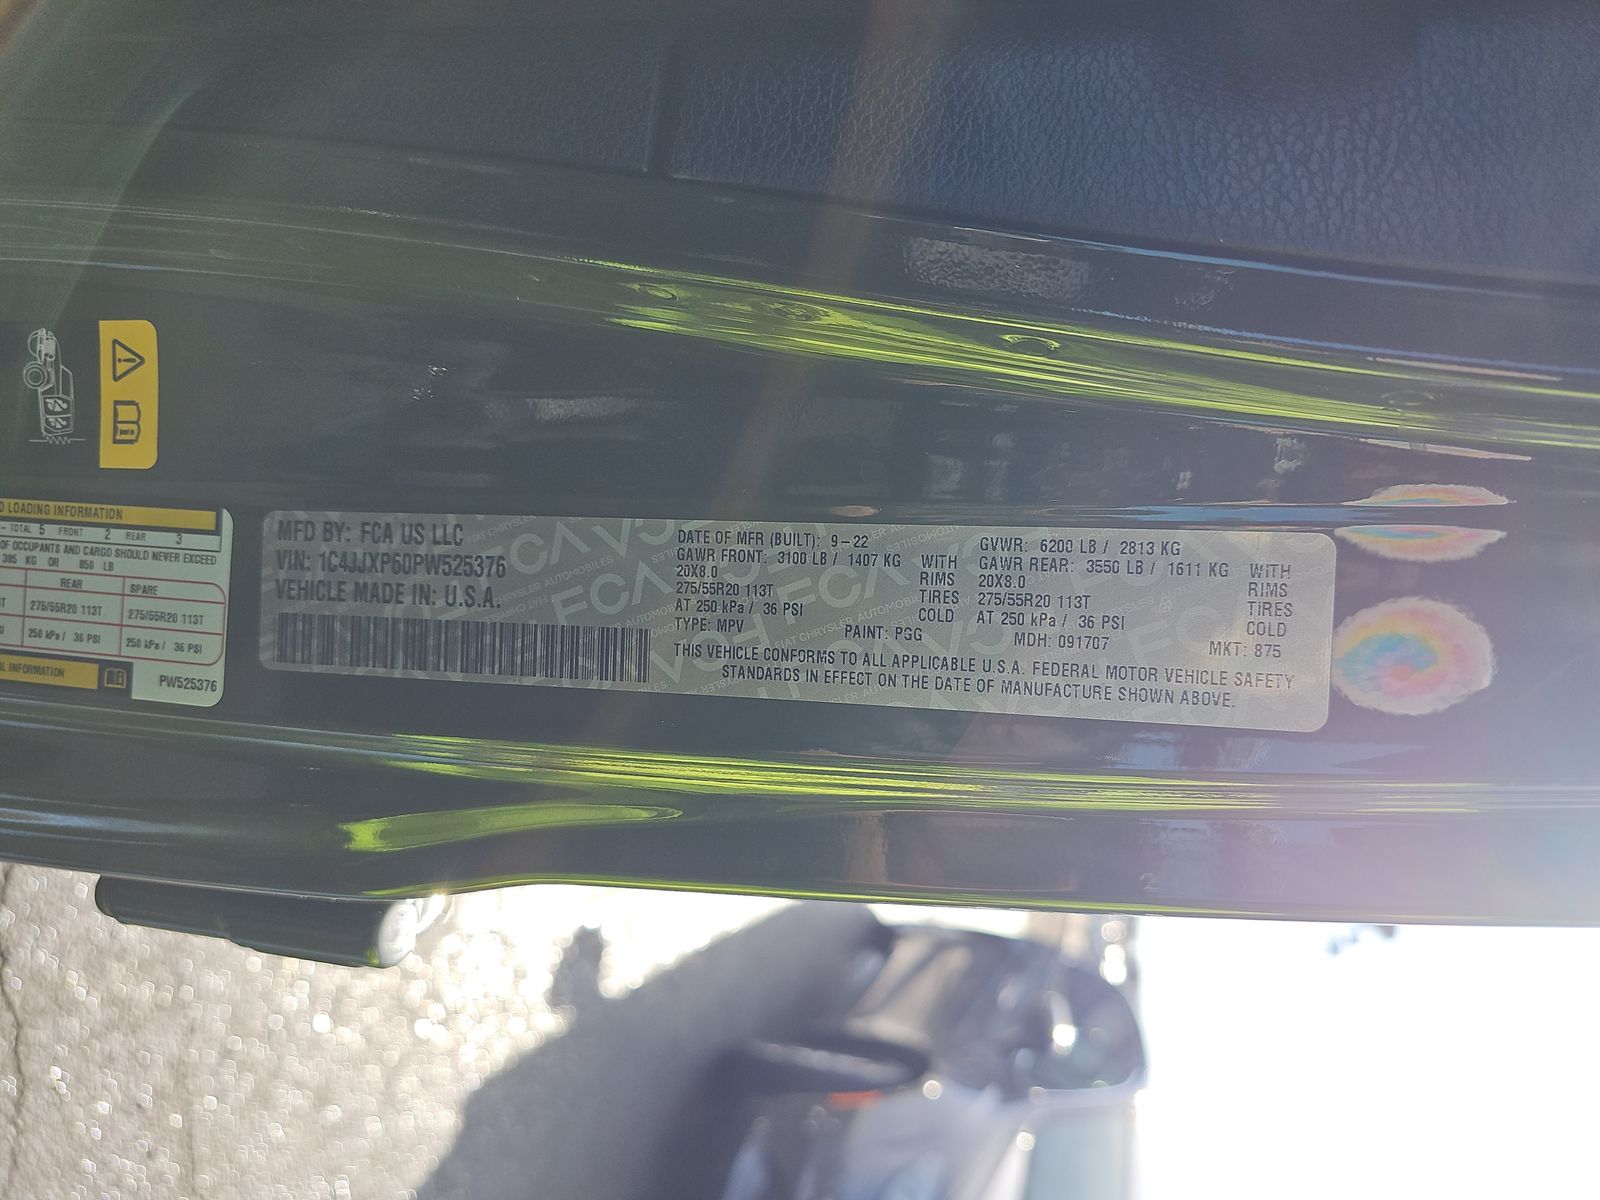 D LOADING INFORMATION
- TOTAL 5 FRONT 2 REAR 3
OF OCCUPANTS AND CARGO SHOULD NEVER EXCEED
385 KG OR 850 LB
REAR SPARE
275/55R20 113T 275/55R20 113T
250 kPa / 36 PSI 250 kPa / 36 PSI
AL INFORMATION
PW525376
MFD BY: FCA US LLC
VIN: 1C4JJXP60PW525376
VEHICLE MADE IN: U.S.A.
DATE OF MFR (BUILT): 9-22 GVWR: 6200 LB / 2813 KG
GAWR FRONT: 3100 LB / 1407 KG WITH GAWR REAR: 3550 LB / 1611 KG WITH
20X8.0 RIMS 20X8.0 RIMS
275/55R20 113T TIRES 275/55R20 113T TIRES
AT 250 kPa / 36 PSI COLD AT 250 kPa / 36 PSI COLD
TYPE: MPV PAINT: PGG MDH: 091707 MKT: 875
THIS VEHICLE CONFORMS TO ALL APPLICABLE U.S.A. FEDERAL MOTOR VEHICLE SAFETY
STANDARDS IN EFFECT ON THE DATE OF MANUFACTURE SHOWN ABOVE.